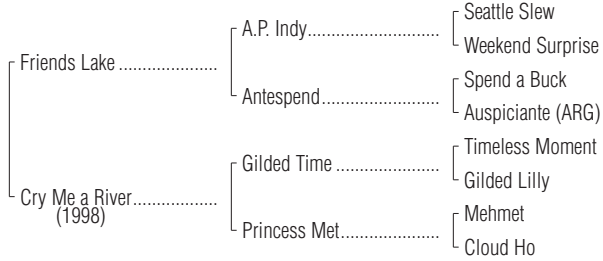 Seattle Slew
A.P. Indy
Weekend Surprise
Friends Lake
Spend a Buck
Antespend
Auspiciante (ARG)
Timeless Moment
Gilded Time
Gilded Lilly
Cry Me a River
(1998)
Mehmet
Princess Met
Cloud Ho